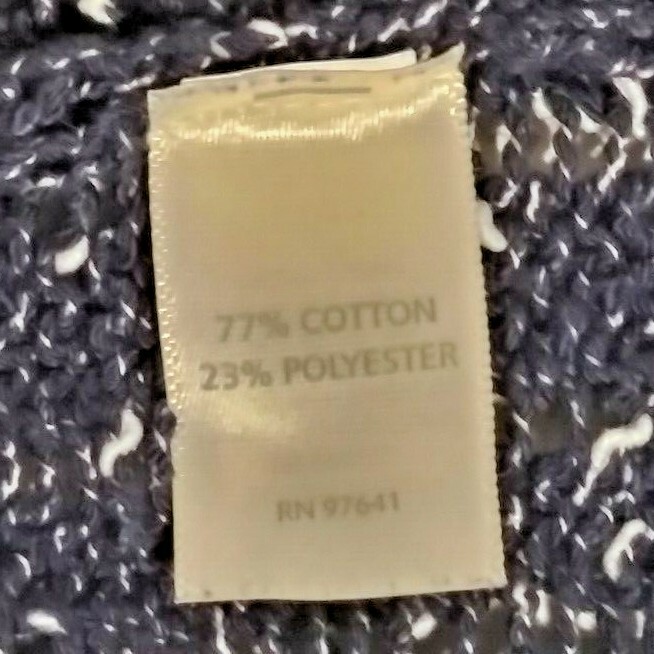 77% COTTON
23% POLYESTER
RN 97641